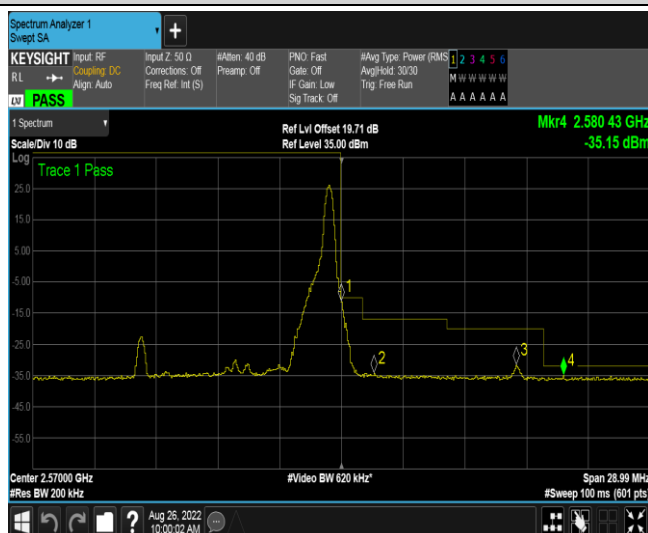 Spectrum Analyzer 1
Swept SA
+
KEYSIGHT
RL
LXI PASS
Input: RF
Coupling: DC
Align: Auto
Input Z: 50 Ω
Corrections: Off
Freq Ref: Int (S)
#Atten: 40 dB
Preamp: Off
PNO: Fast
Gate: Off
IF Gain: Low
Sig Track: Off
#Avg Type: Power (RMS
Avg|Hold: 30/30
Trig: Free Run
1 2 3 4 5 6
M W W W W W
A A A A A A
1 Spectrum
Scale/Div 10 dB
Ref Lvl Offset 19.71 dB
Ref Level 35.00 dBm
Mkr4 2.580 43 GHz
-35.15 dBm
Log
Trace 1 Pass
25.0
15.0
5.00
-5.00
-15.0
-25.0
-35.0
-45.0
-55.0
1
2
3
4
Center 2.57000 GHz
#Res BW 200 kHz
#Video BW 620 kHz*
Span 28.99 MHz
#Sweep 100 ms (601 pts)
?
Aug 26, 2022
10:00:02 AM